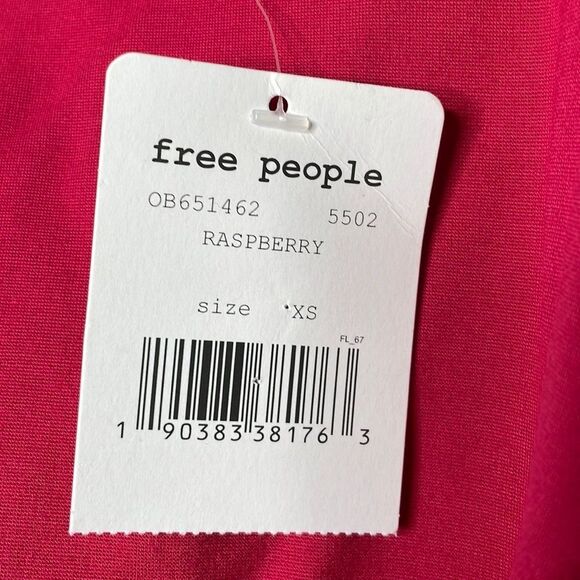 free people
OB651462 5502
RASPBERRY
size XS
FL_67
1 90383 38176 3